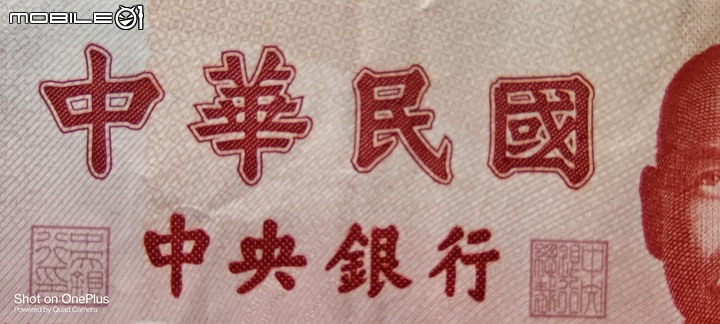 mobile01
中華民國
中央銀行
Shot on OnePlus
Powered by Quad Camera